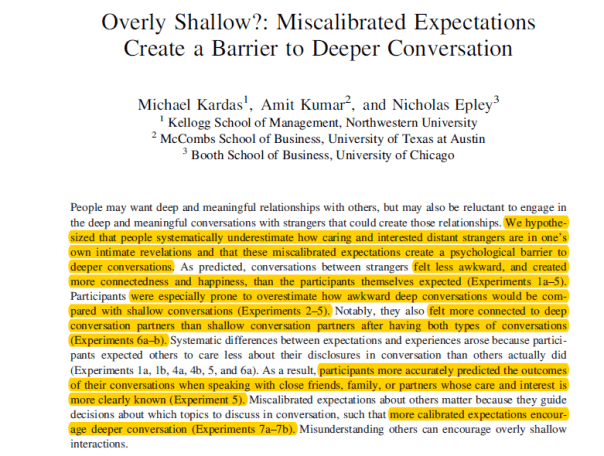 Overly Shallow?: Miscalibrated Expectations
Create a Barrier to Deeper Conversation
Michael Kardas1, Amit Kumar2, and Nicholas Epley3
1 Kellogg School of Management, Northwestern University
2 McCombs School of Business, University of Texas at Austin
3 Booth School of Business, University of Chicago
People may want deep and meaningful relationships with others, but may also be reluctant to engage in
the deep and meaningful conversations with strangers that could create those relationships. We hypothe-
sized that people systematically underestimate how caring and interested distant strangers are in one's
own intimate revelations and that these miscalibrated expectations create a psychological barrier to
deeper conversations. As predicted, conversations between strangers felt less awkward, and created
more connectedness and happiness, than the participants themselves expected (Experiments 1a–5).
Participants were especially prone to overestimate how awkward deep conversations would be com-
pared with shallow conversations (Experiments 2–5). Notably, they also felt more connected to deep
conversation partners than shallow conversation partners after having both types of conversations
(Experiments 6a–b). Systematic differences between expectations and experiences arose because partici-
pants expected others to care less about their disclosures in conversation than others actually did
(Experiments 1a, 1b, 4a, 4b, 5, and 6a). As a result, participants more accurately predicted the outcomes
of their conversations when speaking with close friends, family, or partners whose care and interest is
more clearly known (Experiment 5). Miscalibrated expectations about others matter because they guide
decisions about which topics to discuss in conversation, such that more calibrated expectations encour-
age deeper conversation (Experiments 7a–7b). Misunderstanding others can encourage overly shallow
interactions.